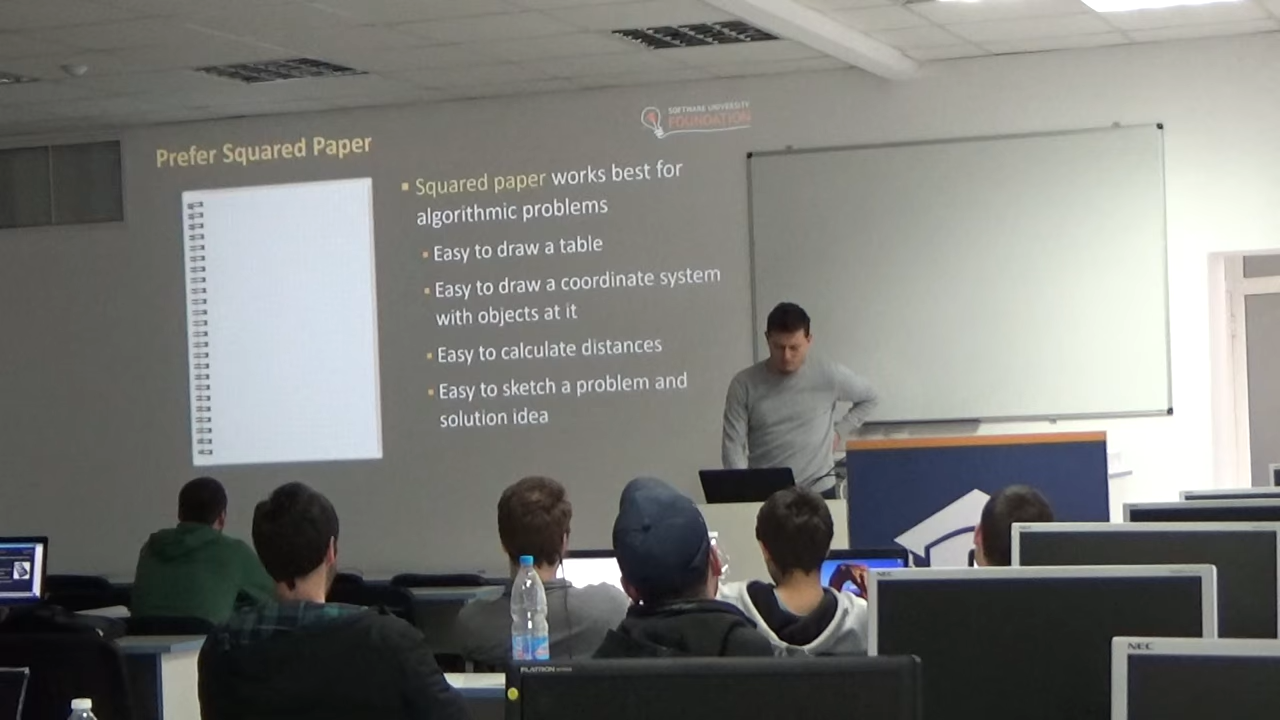 SOFTWARE UNIVERSITY
FOUNDATION
Prefer Squared Paper
Squared paper works best for
algorithmic problems
Easy to draw a table
Easy to draw a coordinate system
with objects at it
Easy to calculate distances
Easy to sketch a problem and
solution idea
NEC
NEC
FLATRON